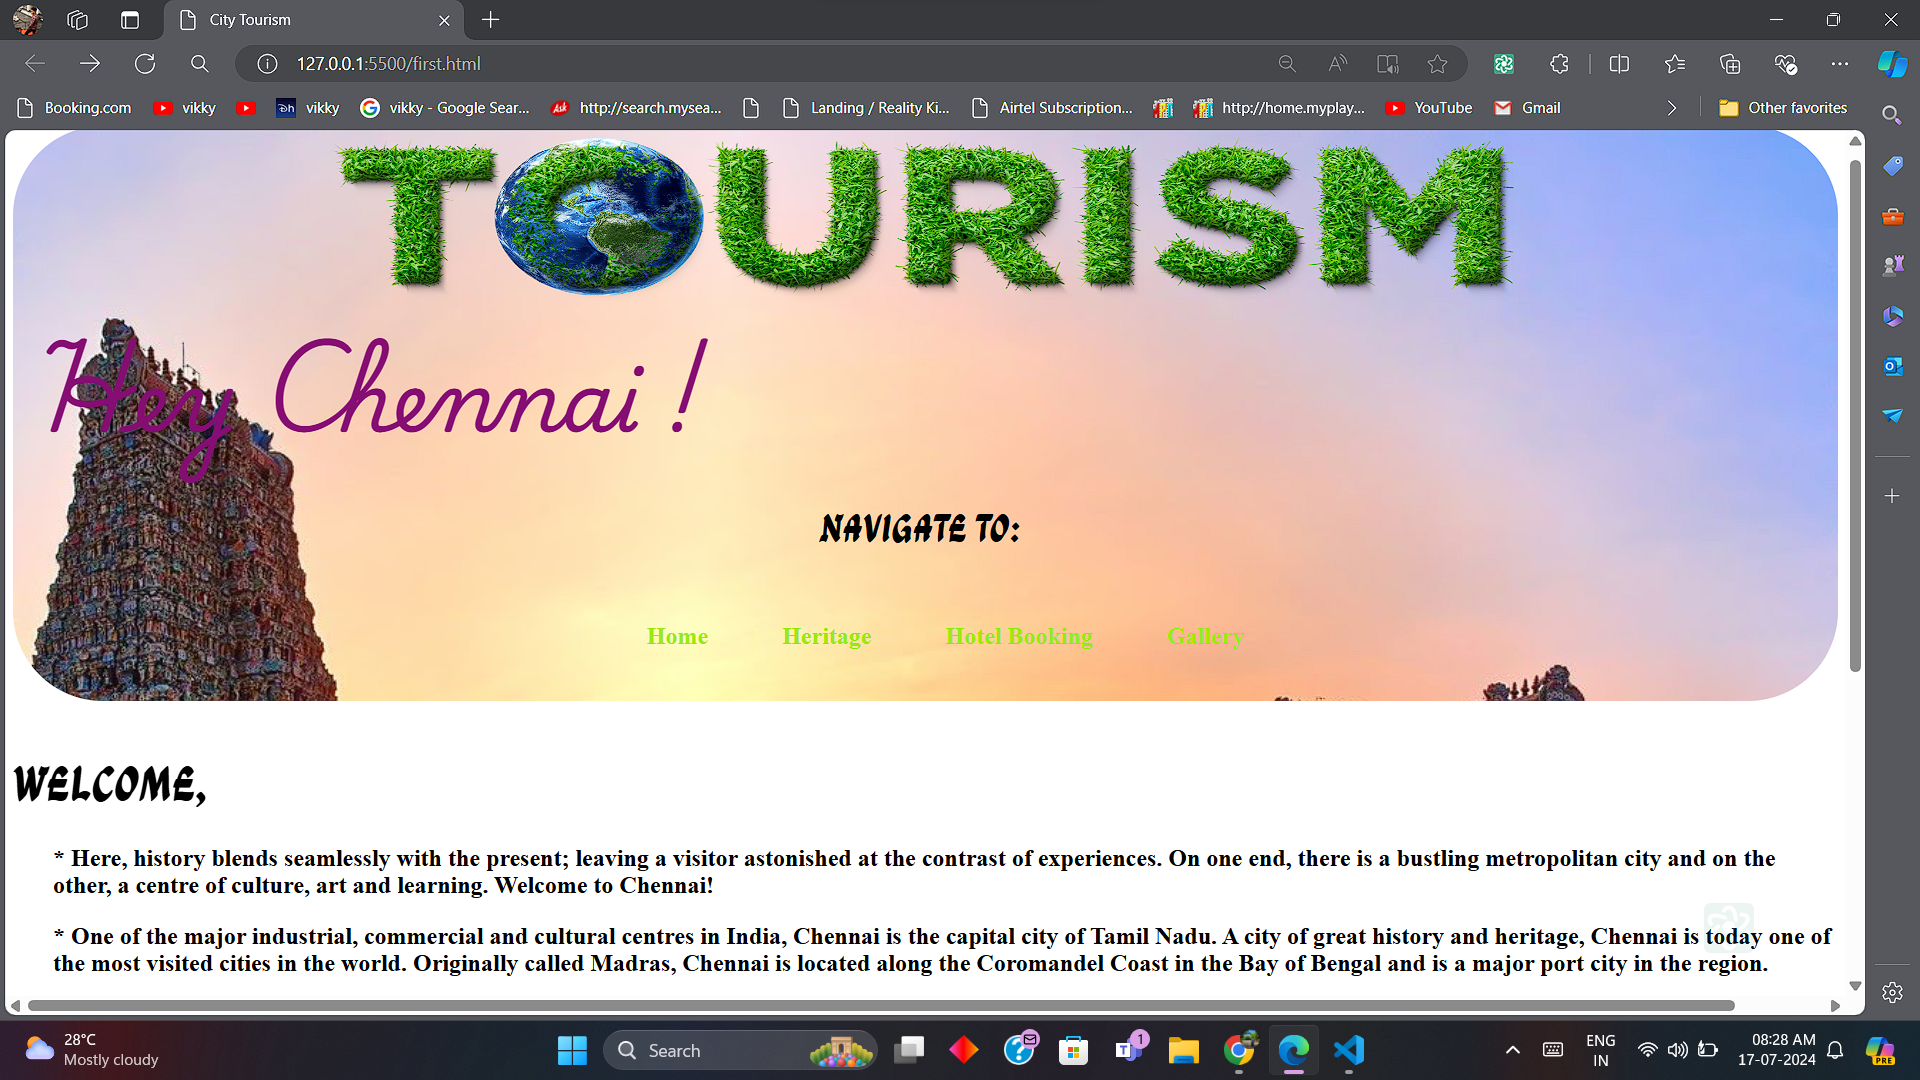 City Tourism
127.0.0.1:5500/first.html
Booking.com vikky vikky vikky - Google Sear... http://search.mysea... Landing / Reality Ki... Airtel Subscription... http://home.myplay... YouTube Gmail Other favorites
TOURISM
Hey Chennai !
NAVIGATE TO:
Home Heritage Hotel Booking Gallery
WELCOME,
* Here, history blends seamlessly with the present; leaving a visitor astonished at the contrast of experiences. On one end, there is a bustling metropolitan city and on the
other, a centre of culture, art and learning. Welcome to Chennai!
* One of the major industrial, commercial and cultural centres in India, Chennai is the capital city of Tamil Nadu. A city of great history and heritage, Chennai is today one of
the most visited cities in the world. Originally called Madras, Chennai is located along the Coromandel Coast in the Bay of Bengal and is a major port city in the region.
28°C
Mostly cloudy
Search
1
ENG
IN
08:28 AM
17-07-2024
PRE